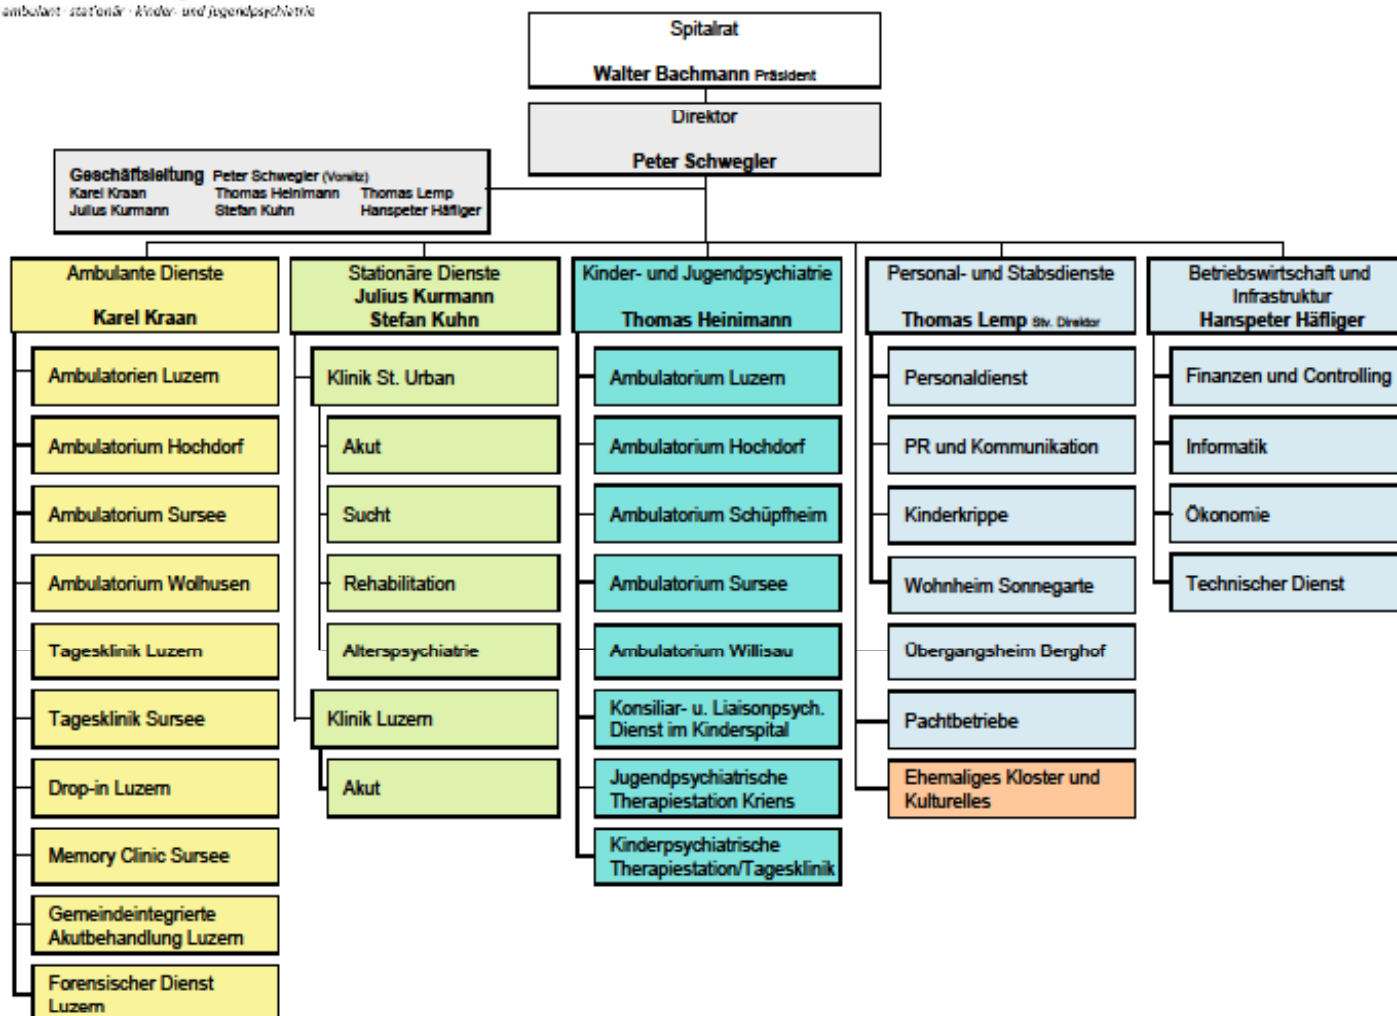 ambulant · stationär · kinder- und jugendpsychiatrie
Spitalrat
Walter Bachmann Präsident
Direktor
Peter Schwegler
Geschäftsleitung Peter Schwegler (Vorsitz)
Karel Kraan Thomas Heinimann Thomas Lemp
Julius Kurmann Stefan Kuhn Hanspeter Häfliger
Ambulante Dienste
Karel Kraan
Ambulatorien Luzern
Ambulatorium Hochdorf
Ambulatorium Sursee
Ambulatorium Wolhusen
Tagesklinik Luzern
Tagesklinik Sursee
Drop-in Luzern
Memory Clinic Sursee
Gemeindeintegrierte
Akutbehandlung Luzern
Forensischer Dienst
Luzern
Stationäre Dienste
Julius Kurmann
Stefan Kuhn
Klinik St. Urban
Akut
Sucht
Rehabilitation
Alterspsychiatrie
Klinik Luzern
Akut
Kinder- und Jugendpsychiatrie
Thomas Heinimann
Ambulatorium Luzern
Ambulatorium Hochdorf
Ambulatorium Schüpfheim
Ambulatorium Sursee
Ambulatorium Willisau
Konsiliar- u. Liaisonpsych.
Dienst im Kinderspital
Jugendpsychiatrische
Therapiestation Kriens
Kinderpsychiatrische
Therapiestation/Tagesklinik
Personal- und Stabsdienste
Thomas Lemp Stv. Direktor
Personaldienst
PR und Kommunikation
Kinderkrippe
Wohnheim Sonnegarte
Übergangsheim Berghof
Pachtbetriebe
Ehemaliges Kloster und
Kulturelles
Betriebswirtschaft und
Infrastruktur
Hanspeter Häfliger
Finanzen und Controlling
Informatik
Ökonomie
Technischer Dienst